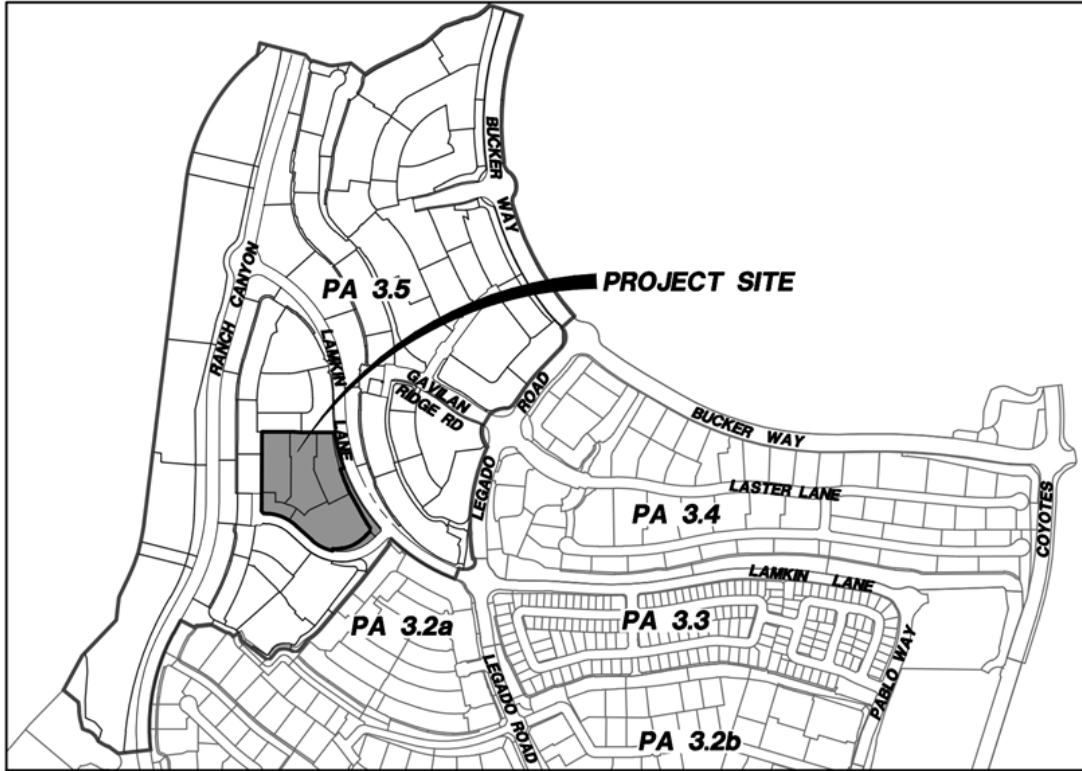 BUCKER WAY
RANCH CANYON
PA 3.5
PROJECT SITE
LAMKIN LANE
GAVILAN
RIDGE RD
LEGADO ROAD
BUCKER WAY
LASTER LANE
PA 3.4
COYOTES
LAMKIN LANE
PA 3.3
PA 3.2a
LEGADO ROAD
PABLO WAY
PA 3.2b